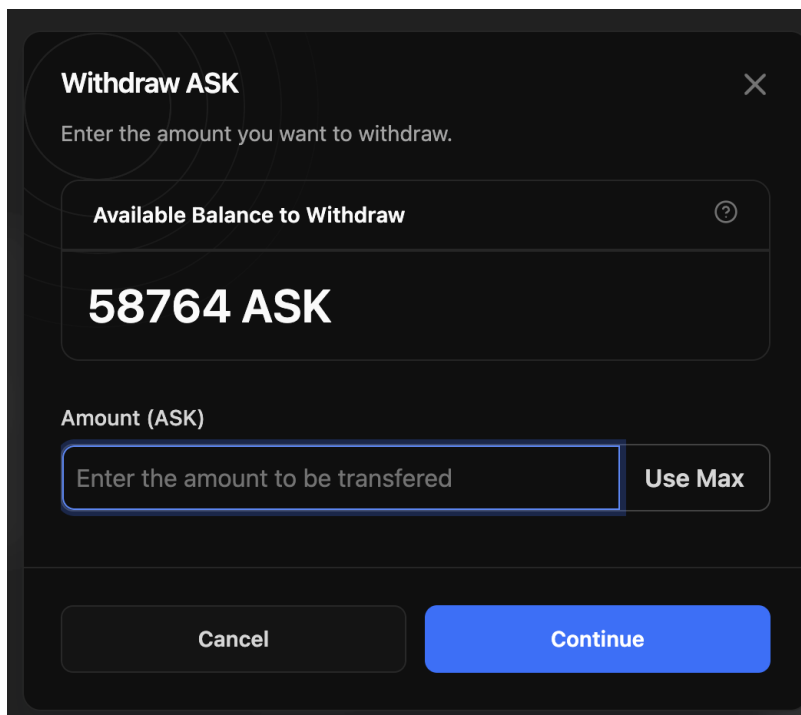 Withdraw ASK
Enter the amount you want to withdraw.
Available Balance to Withdraw
58764 ASK
Amount (ASK)
Enter the amount to be transfered
Use Max
Cancel
Continue